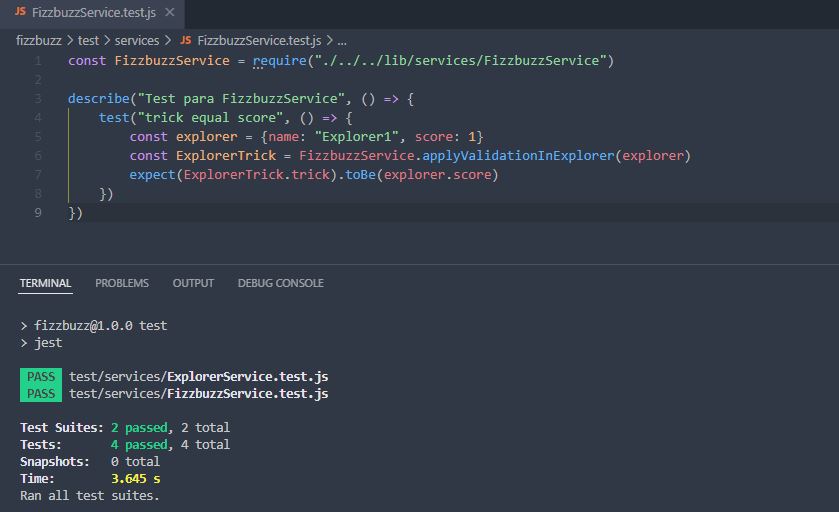 JS FizzbuzzService.test.js ×
fizzbuzz > test > services > JS FizzbuzzService.test.js > ...
1 const FizzbuzzService = require("./../../lib/services/FizzbuzzService")
2
3 describe("Test para FizzbuzzService", () => {
4 test("trick equal score", () => {
5 const explorer = {name: "Explorer1", score: 1}
6 const ExplorerTrick = FizzbuzzService.applyValidationInExplorer(explorer)
7 expect(ExplorerTrick.trick).toBe(explorer.score)
8 })
9 })
TERMINAL PROBLEMS OUTPUT DEBUG CONSOLE
> fizzbuzz@1.0.0 test
> jest
PASS test/services/ExplorerService.test.js
PASS test/services/FizzbuzzService.test.js
Test Suites: 2 passed, 2 total
Tests: 4 passed, 4 total
Snapshots: 0 total
Time: 3.645 s
Ran all test suites.